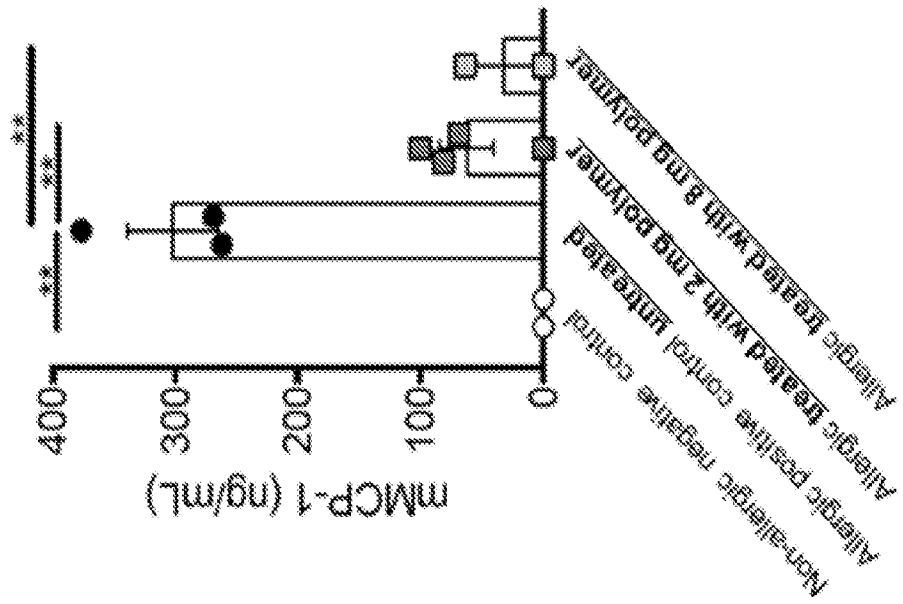 mMCP-1 (ng/mL)
400
300
200
100
0
**
**
**
Non-allergic negative control
Allergic positive control untreated
Allergic treated with 2 mg polymer
Allergic treated with 8 mg polymer